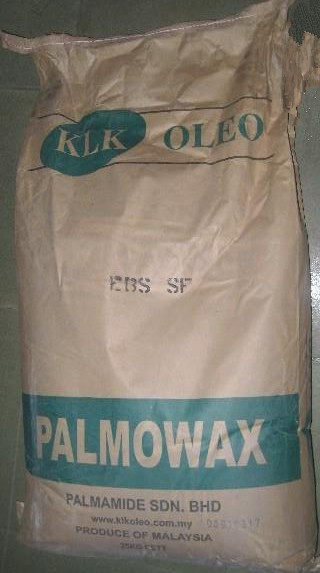 KLK OLEO
EBS SF
PALMOWAX
PALMAMIDE SDN. BHD
www.klkoleo.com.my
PRODUCE OF MALAYSIA